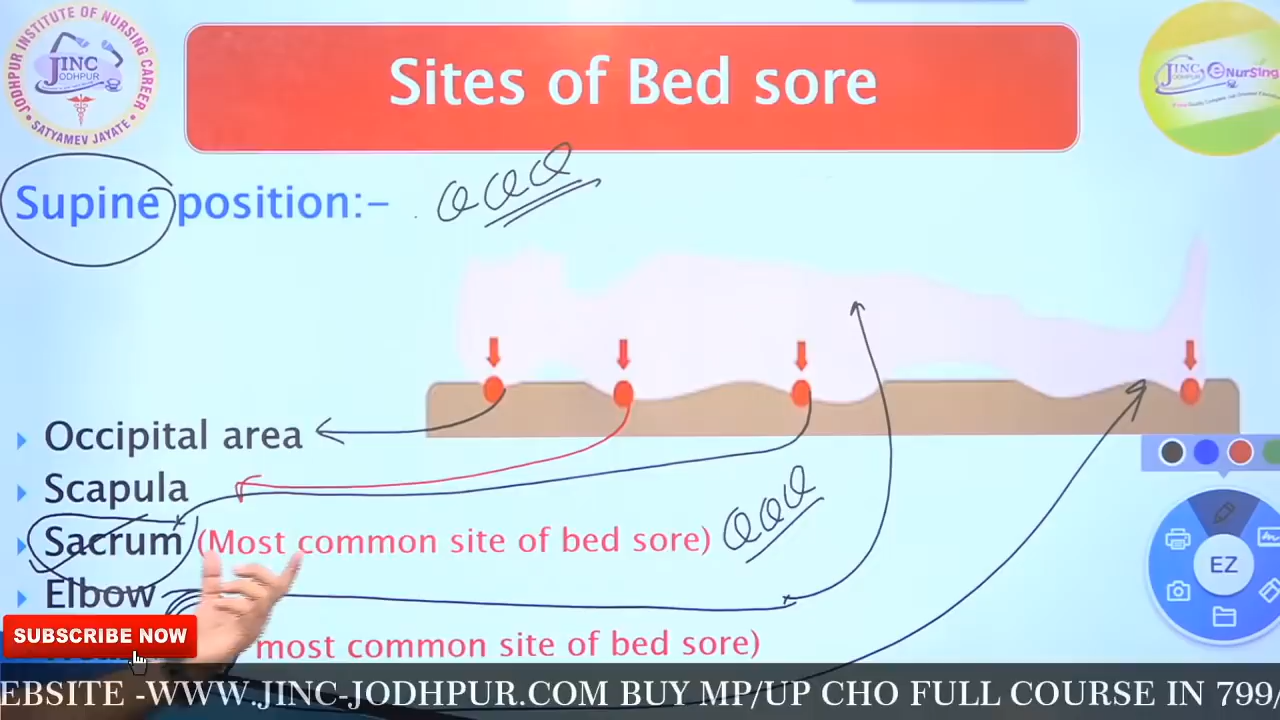 JODHPUR INSTITUTE OF NURSING CAREER
JINC
JODHPUR
SATYAMEV JAYATE
Sites of Bed sore
JINC
JODHPUR
eNursing
Supine position:-
Occipital area
Scapula
Sacrum (Most common site of bed sore)
Elbow
most common site of bed sore)
SUBSCRIBE NOW
EZ
EBSITE -WWW.JINC-JODHPUR.COM BUY MP/UP CHO FULL COURSE IN 799/